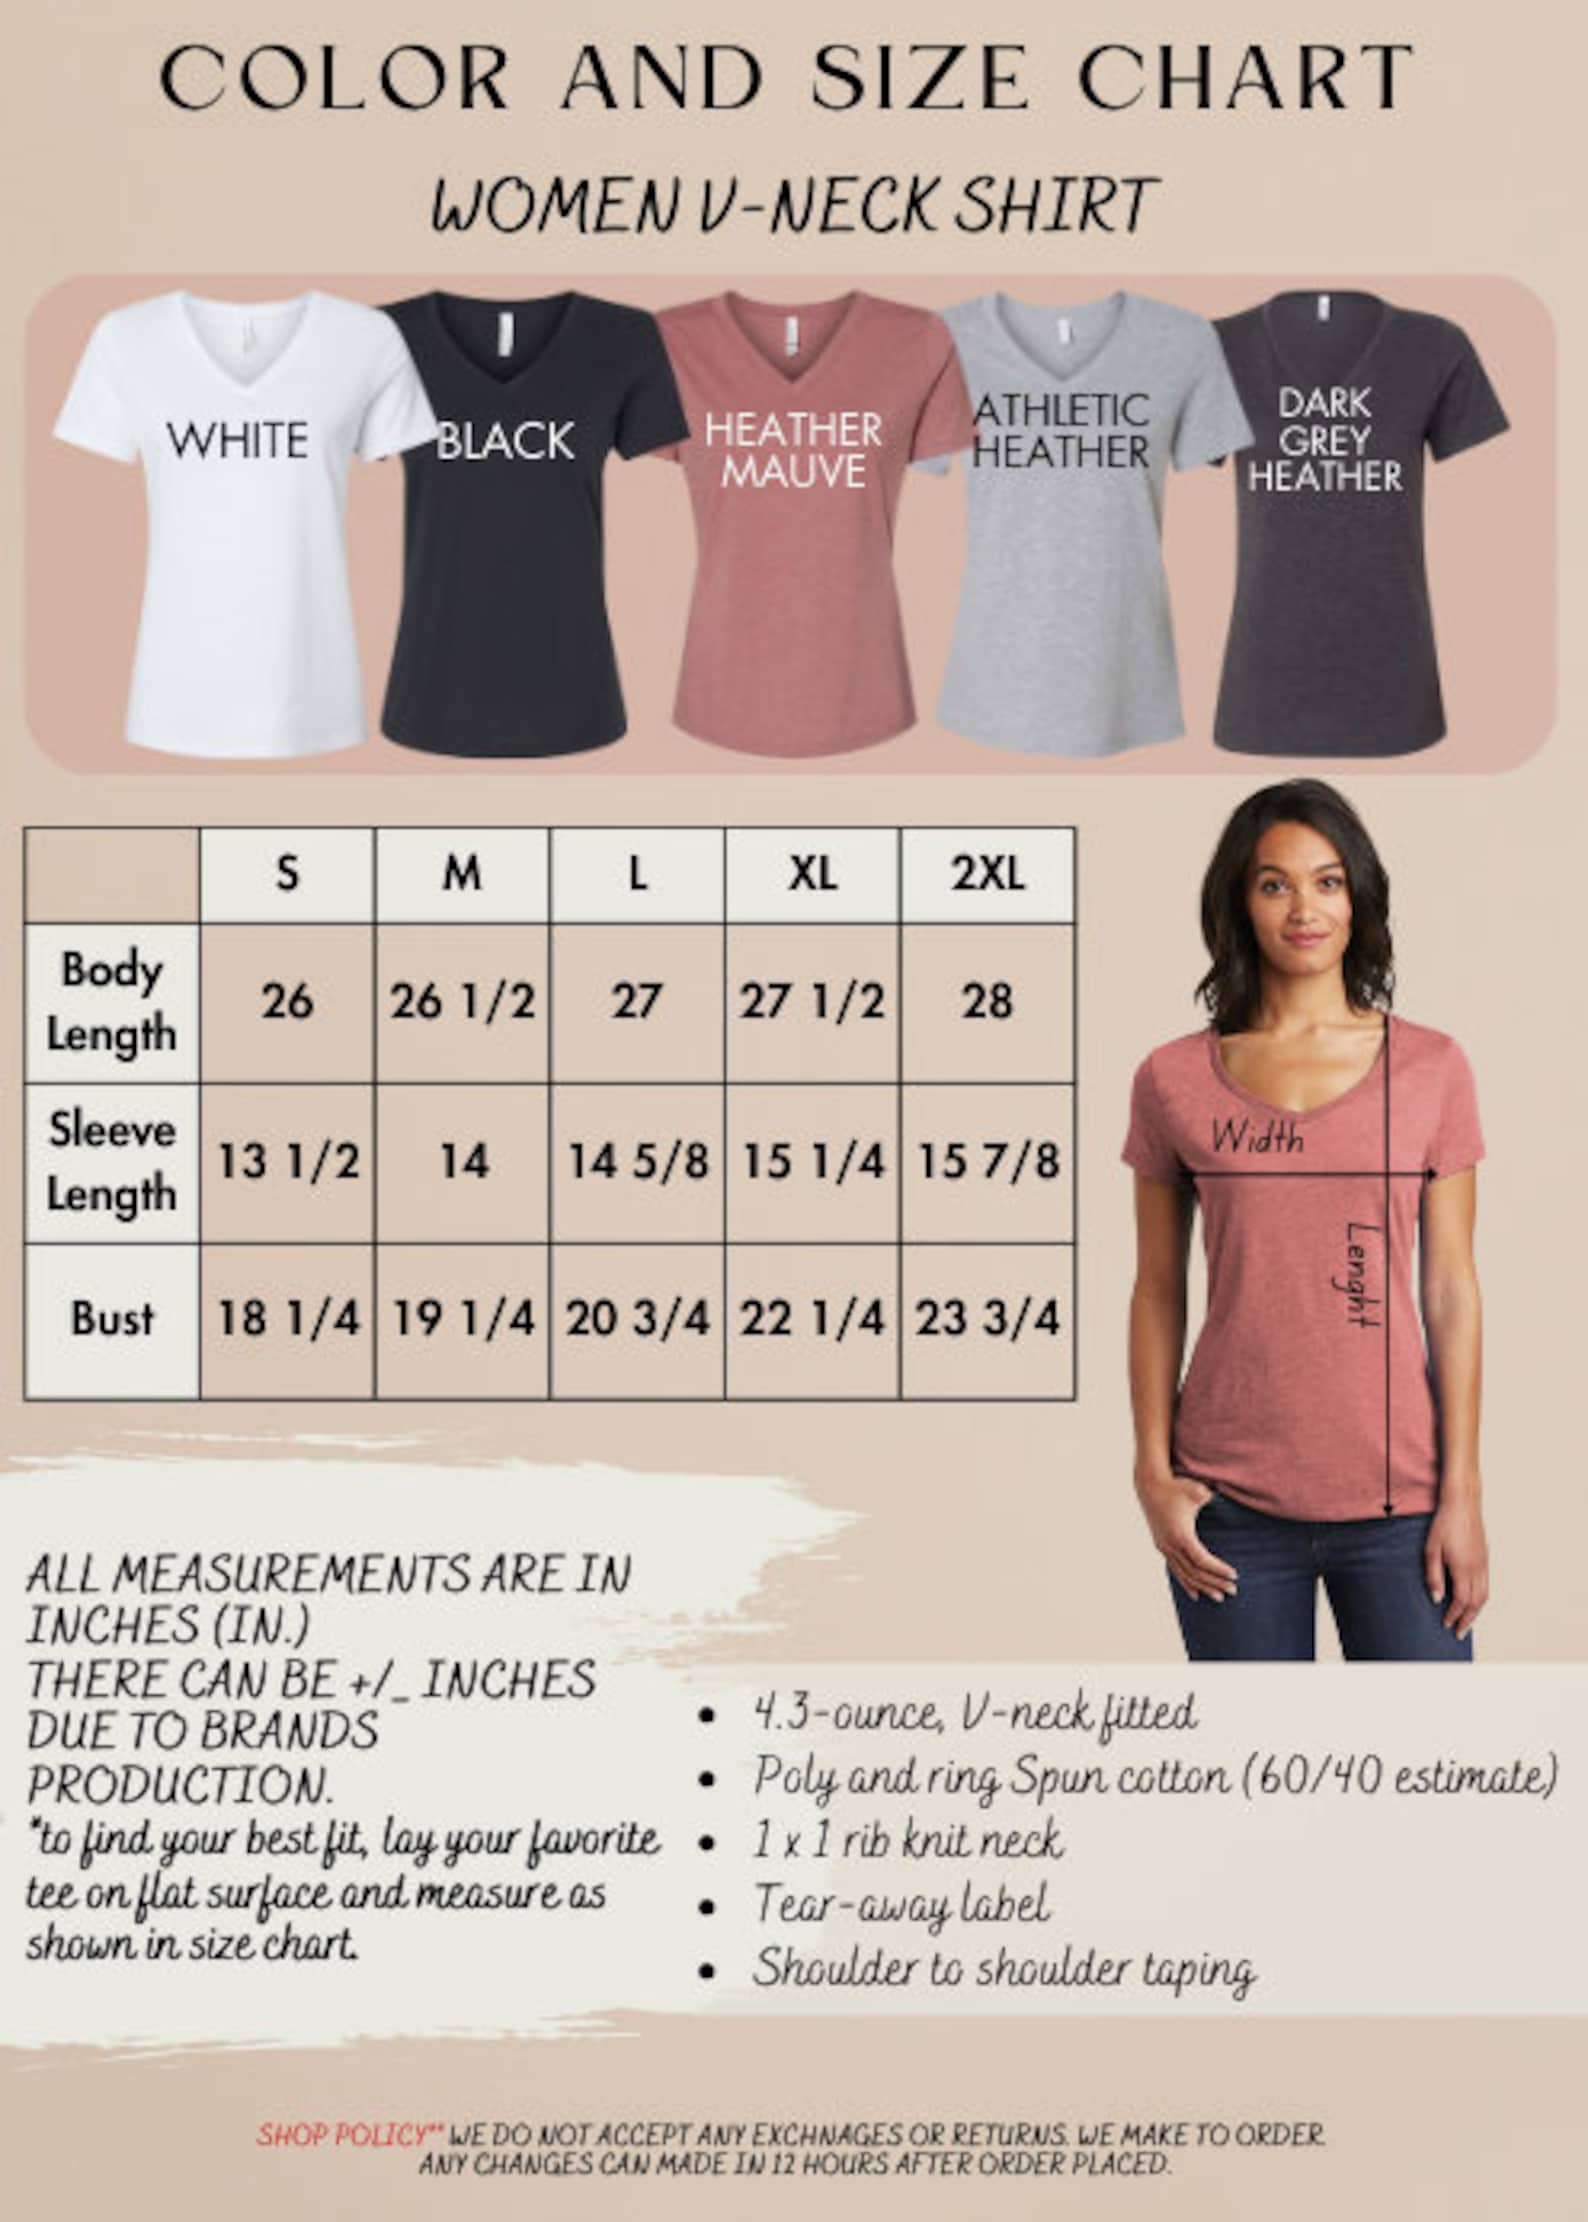 COLOR AND SIZE CHART
WOMEN V-NECK SHIRT
WHITE
BLACK
HEATHER
MAUVE
ATHLETIC
HEATHER
DARK
GREY
HEATHER
S M L XL 2XL
Body
Length
26 26 1/2 27 27 1/2 28
Sleeve
Length
13 1/2 14 14 5/8 15 1/4 15 7/8
Bust 18 1/4 19 1/4 20 3/4 22 1/4 23 3/4
Width
Lenght
ALL MEASUREMENTS ARE IN
INCHES (IN.)
THERE CAN BE +/_ INCHES
DUE TO BRANDS
PRODUCTION.
*to find your best fit, lay your favorite
tee on flat surface and measure as
shown in size chart.
• 4.3-ounce, V-neck fitted
• Poly and ring Spun cotton (60/40 estimate)
• 1 x 1 rib knit neck
• Tear-away label
• Shoulder to shoulder taping
SHOP POLICY** WE DO NOT ACCEPT ANY EXCHNAGES OR RETURNS. WE MAKE TO ORDER.
ANY CHANGES CAN MADE IN 12 HOURS AFTER ORDER PLACED.